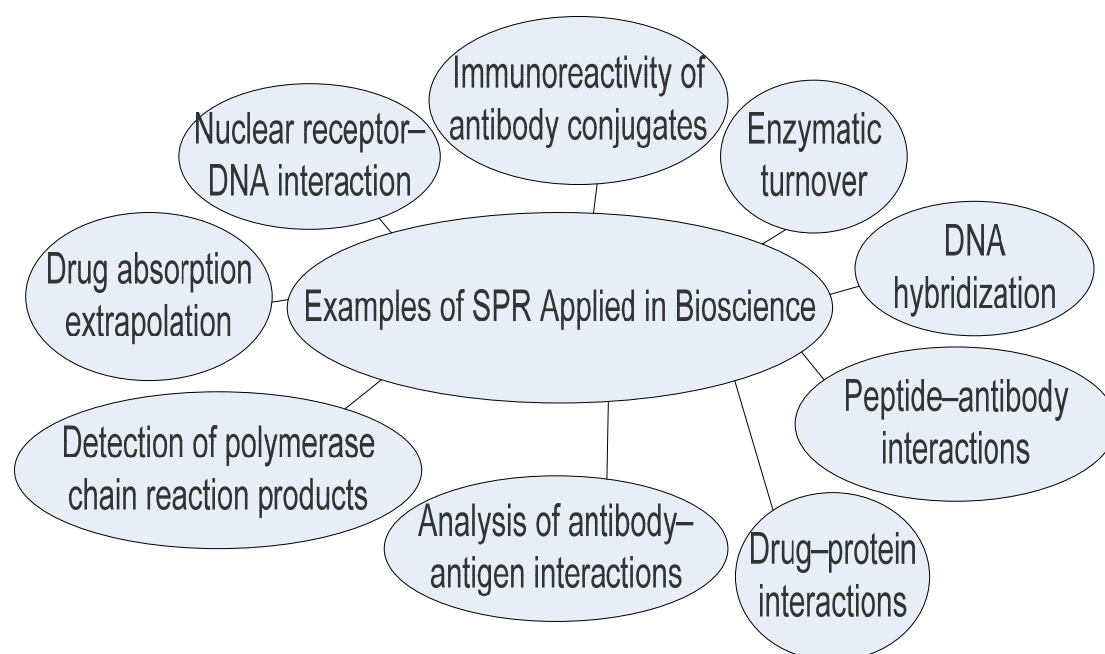 Immunoreactivity of
antibody conjugates
Nuclear receptor–
DNA interaction
Enzymatic
turnover
Drug absorption
extrapolation
DNA
hybridization
Examples of SPR Applied in Bioscience
Peptide–antibody
interactions
Detection of polymerase
chain reaction products
Analysis of antibody–
antigen interactions
Drug–protein
interactions